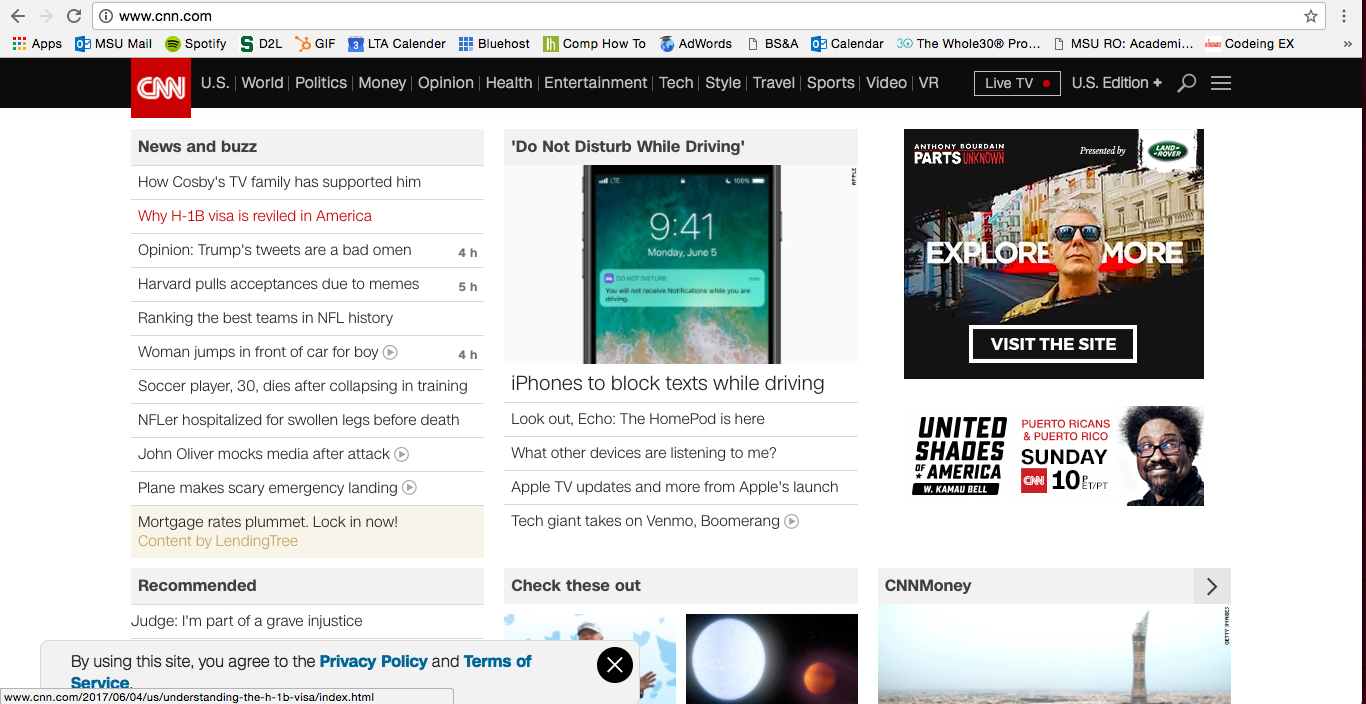 www.cnn.com
Apps MSU Mail Spotify D2L GIF LTA Calender Bluehost Comp How To AdWords BS&A Calendar The Whole30® Pro... MSU RO: Academi... Codeing EX »
CNN U.S. World Politics Money Opinion Health Entertainment Tech Style Travel Sports Video VR Live TV U.S. Edition +
News and buzz
How Cosby's TV family has supported him
Why H-1B visa is reviled in America
Opinion: Trump's tweets are a bad omen 4 h
Harvard pulls acceptances due to memes 5 h
Ranking the best teams in NFL history
Woman jumps in front of car for boy 4 h
Soccer player, 30, dies after collapsing in training
NFLer hospitalized for swollen legs before death
John Oliver mocks media after attack
Plane makes scary emergency landing
Mortgage rates plummet. Lock in now!
Content by LendingTree
'Do Not Disturb While Driving'
APPLE
LTE 100%
9:41
Monday, June 5
DO NOT DISTURB now
You will not receive Notifications while you are
driving.
iPhones to block texts while driving
Look out, Echo: The HomePod is here
What other devices are listening to me?
Apple TV updates and more from Apple's launch
Tech giant takes on Venmo, Boomerang
ANTHONY BOURDAIN
PARTS UNKNOWN
Presented by
LAND-ROVER
EXPLORE MORE
VISIT THE SITE
UNITED
SHADES
OF AMERICA
W. KAMAU BELL
PUERTO RICANS
& PUERTO RICO
SUNDAY
CNN 10P ET/PT
Recommended
Judge: I'm part of a grave injustice
Check these out
CNNMoney
GETTY IMAGES
By using this site, you agree to the Privacy Policy and Terms of
Service.
www.cnn.com/2017/06/04/us/understanding-the-h-1b-visa/index.html